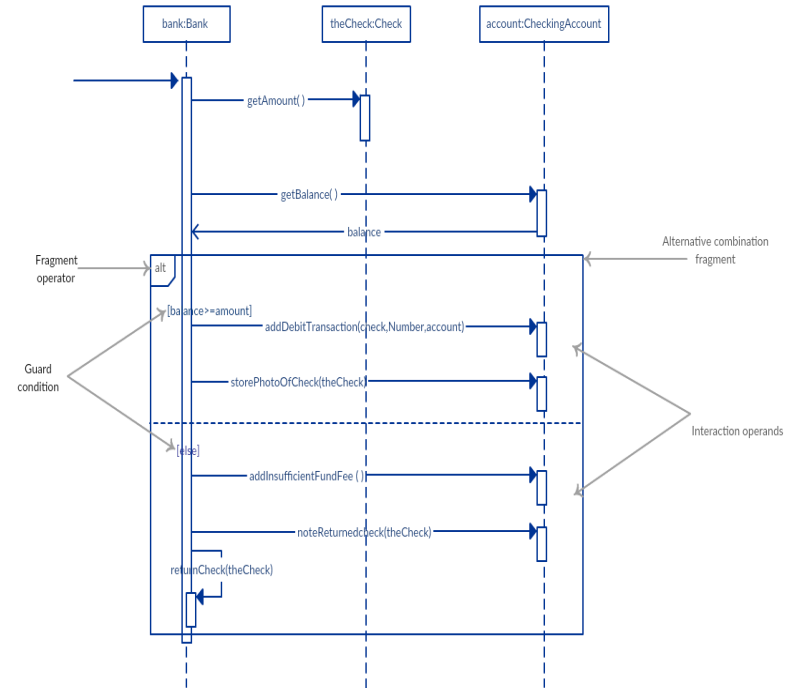 bank:Bank
theCheck:Check
account:CheckingAccount
getAmount( )
getBalance( )
balance
Alternative combination
fragment
Fragment
operator
alt
[balance>=amount]
addDebitTransaction(check,Number,account)
Guard
condition
storePhotoOfCheck(theCheck)
Interaction operands
[else]
addInsufficientFundFee ( )
noteReturnedcheck(theCheck)
returnCheck(theCheck)